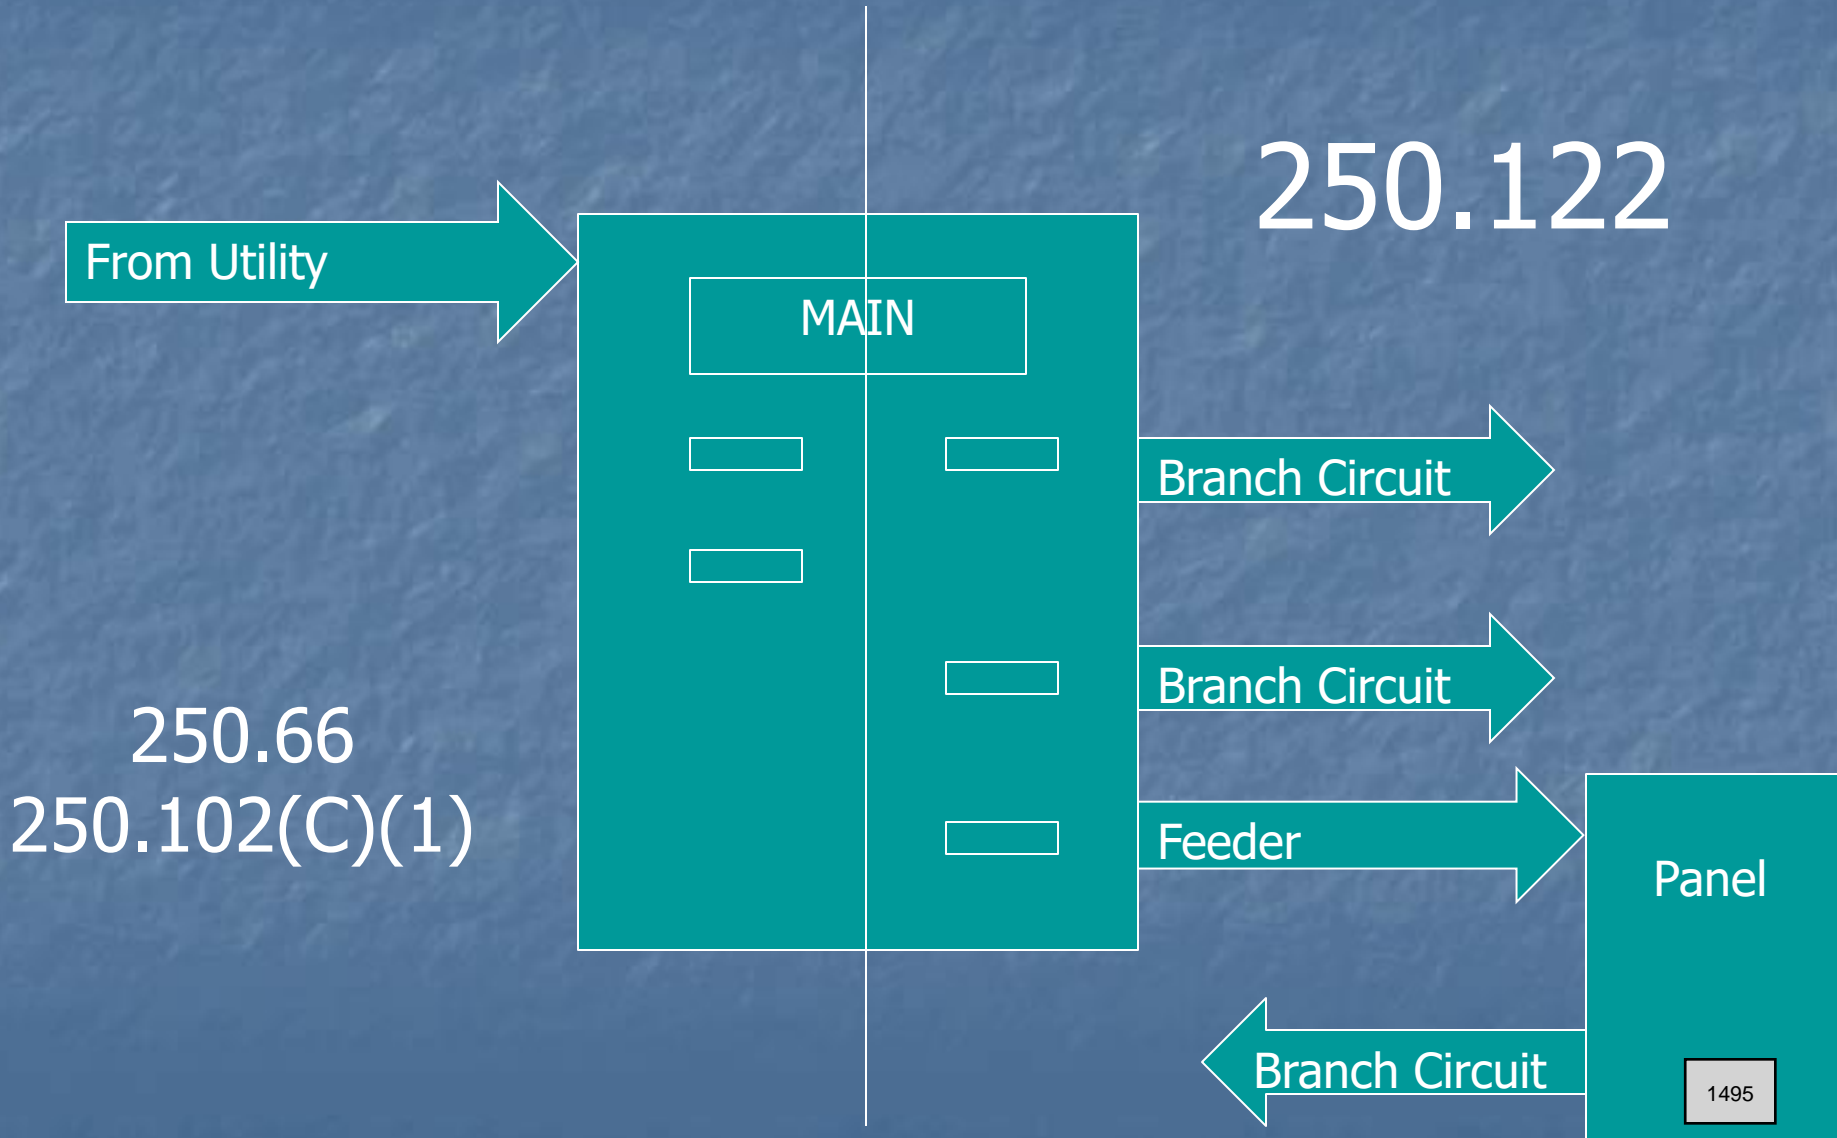 250.122
From Utility
MAIN
Branch Circuit
Branch Circuit
250.66
250.102(C)(1)
Feeder
Panel
Branch Circuit
1495